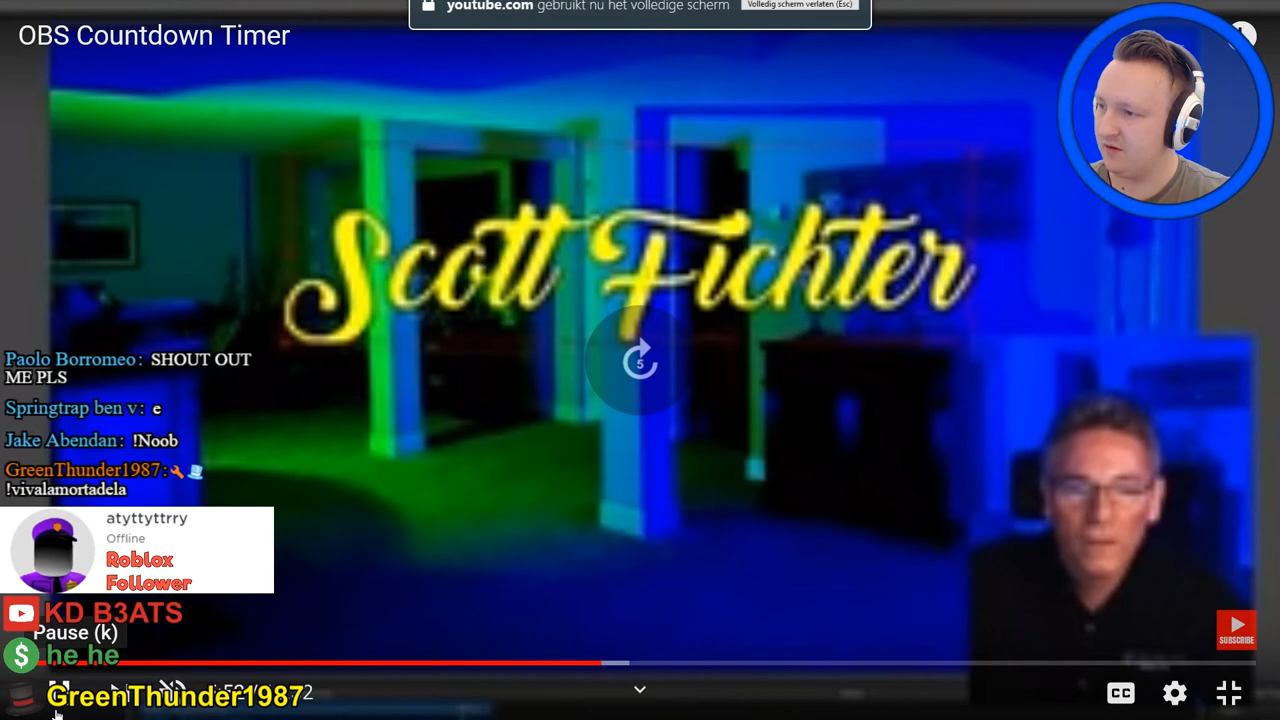 youtube.com gebruikt nu het volledige scherm
Volledig scherm verlaten (Esc)
OBS Countdown Timer
Scott Fichter
5
Paolo Borromeo: SHOUT OUT
ME PLS
Springtrap ben v: e
Jake Abendan: !Noob
GreenThunder1987:
!vivalamortadela
atyttyttrry
Offline
Roblox
Follower
KD B3ATS
Pause (k)
$ he he
GreenThunder1987
SUBSCRIBE
CC